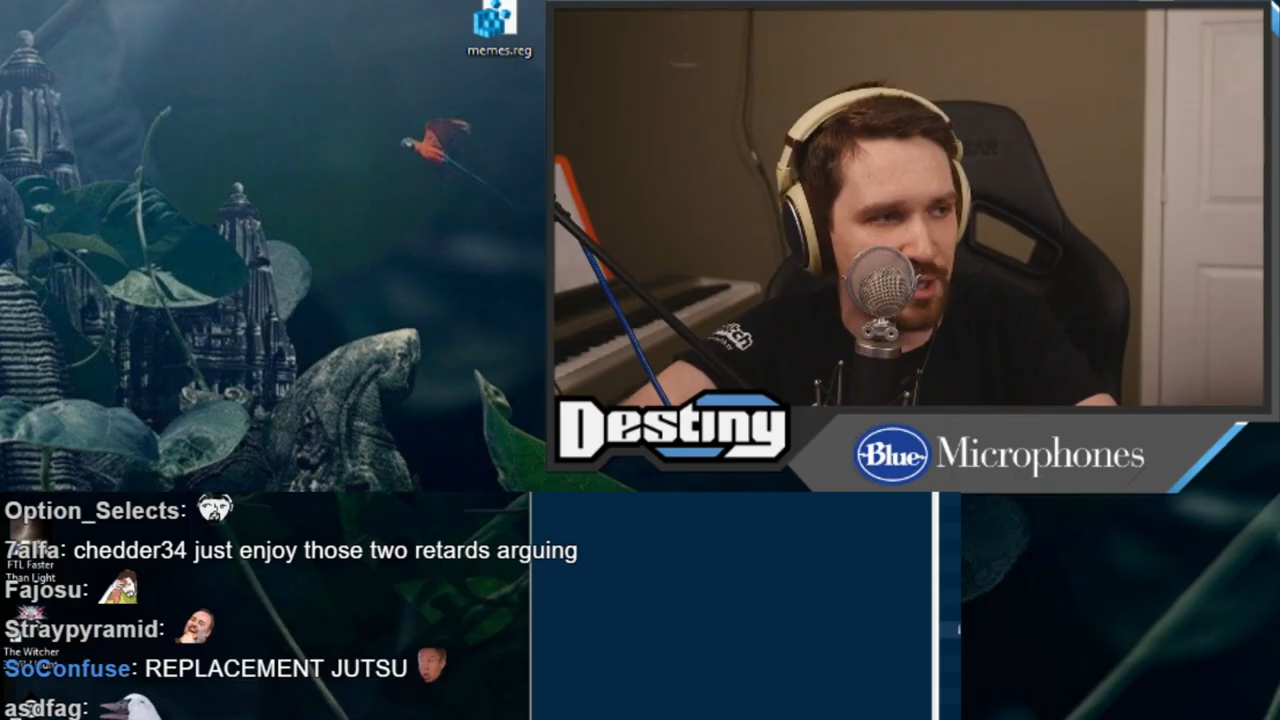 memes.reg
Destiny
Blue Microphones
Option_Selects:
7alfa: chedder34 just enjoy those two retards arguing
FTL Faster
Than Light
Fajosu:
Straypyramid:
The Witcher
SoConfuse: REPLACEMENT JUTSU
asdfag: